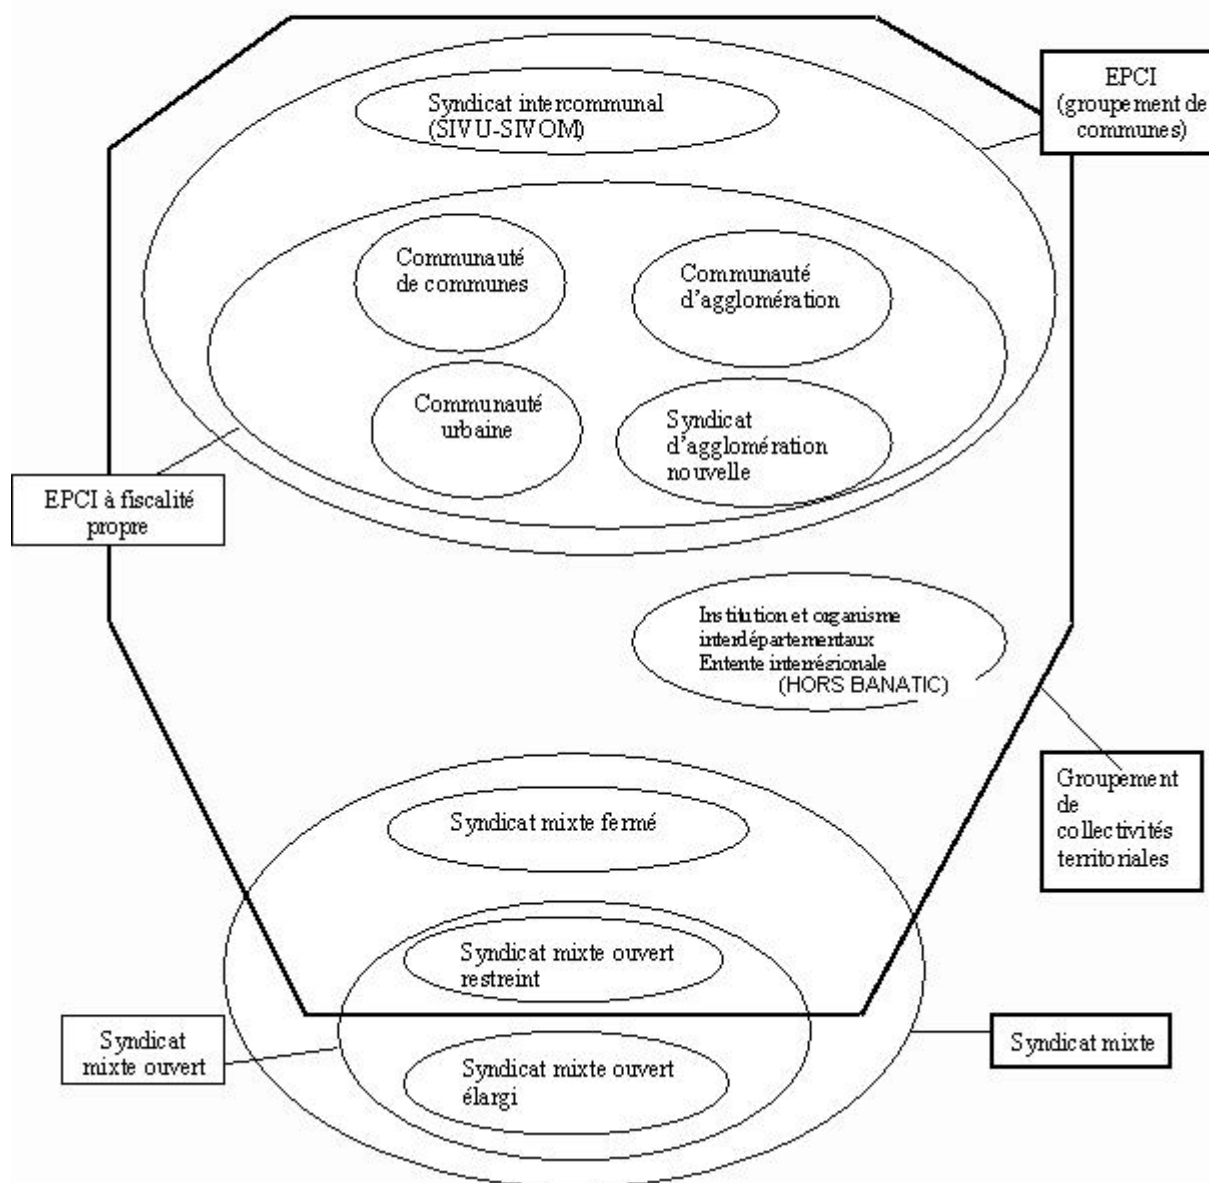 EPCI
(groupement de
communes)
Syndicat intercommunal
(SIVU-SIVOM)
Communauté
de communes
Communauté
d'agglomération
Communauté
urbaine
Syndicat
d'agglomération
nouvelle
EPCI à fiscalité
propre
Institution et organisme
interdépartementaux
Entente interrégionale
(HORS BANATIC)
Groupement
de
collectivités
territoriales
Syndicat mixte fermé
Syndicat mixte ouvert
restreint
Syndicat
mixte ouvert
Syndicat mixte
Syndicat mixte ouvert
élargi